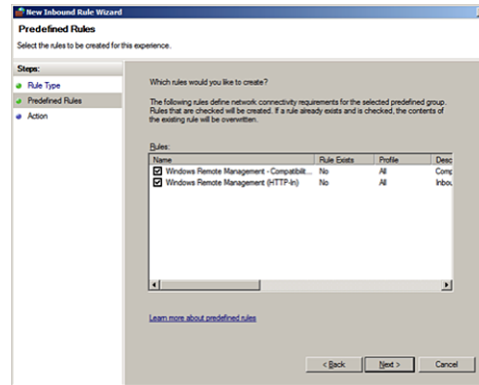 New Inbound Rule Wizard
Predefined Rules
Select the rules to be created for this experience.
Steps:
Rule Type
Predefined Rules
Action
Which rules would you like to create?
The following rules define network connectivity requirements for the selected predefined group.
Rules that are checked will be created. If a rule already exists and is checked, the contents of
the existing rule will be overwritten.
Rules:
Name Rule Exists Profile Desc
Windows Remote Management - Compatibilit... No All Comp
Windows Remote Management (HTTP-In) No All Inbou
Learn more about predefined rules
< Back Next > Cancel